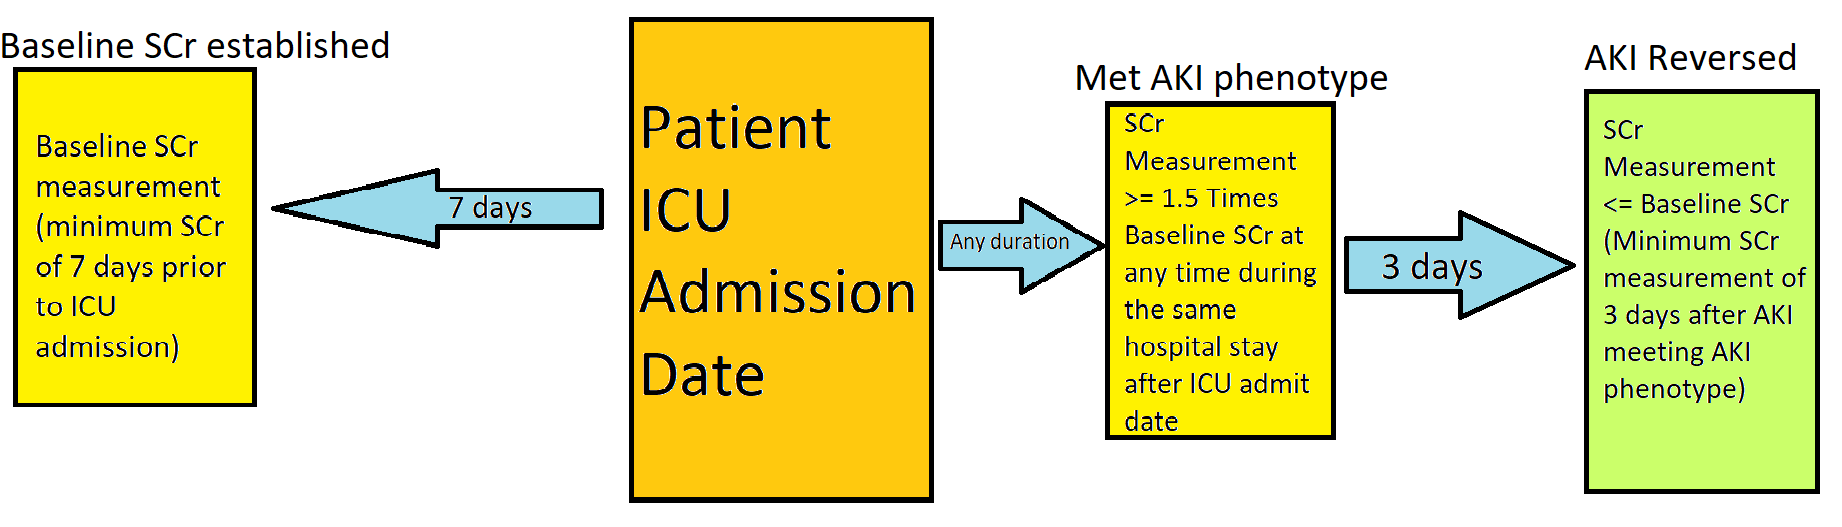 Baseline SCr established
Baseline SCr
measurement
(minimum SCr
of 7 days prior
to ICU
admission)
7 days
Patient
ICU
Admission
Date
Any duration
Met AKI phenotype
SCr
Measurement
>= 1.5 Times
Baseline SCr at
any time during
the same
hospital stay
after ICU admit
date
3 days
AKI Reversed
SCr
Measurement
<= Baseline SCr
(Minimum SCr
measurement of
3 days after AKI
meeting AKI
phenotype)